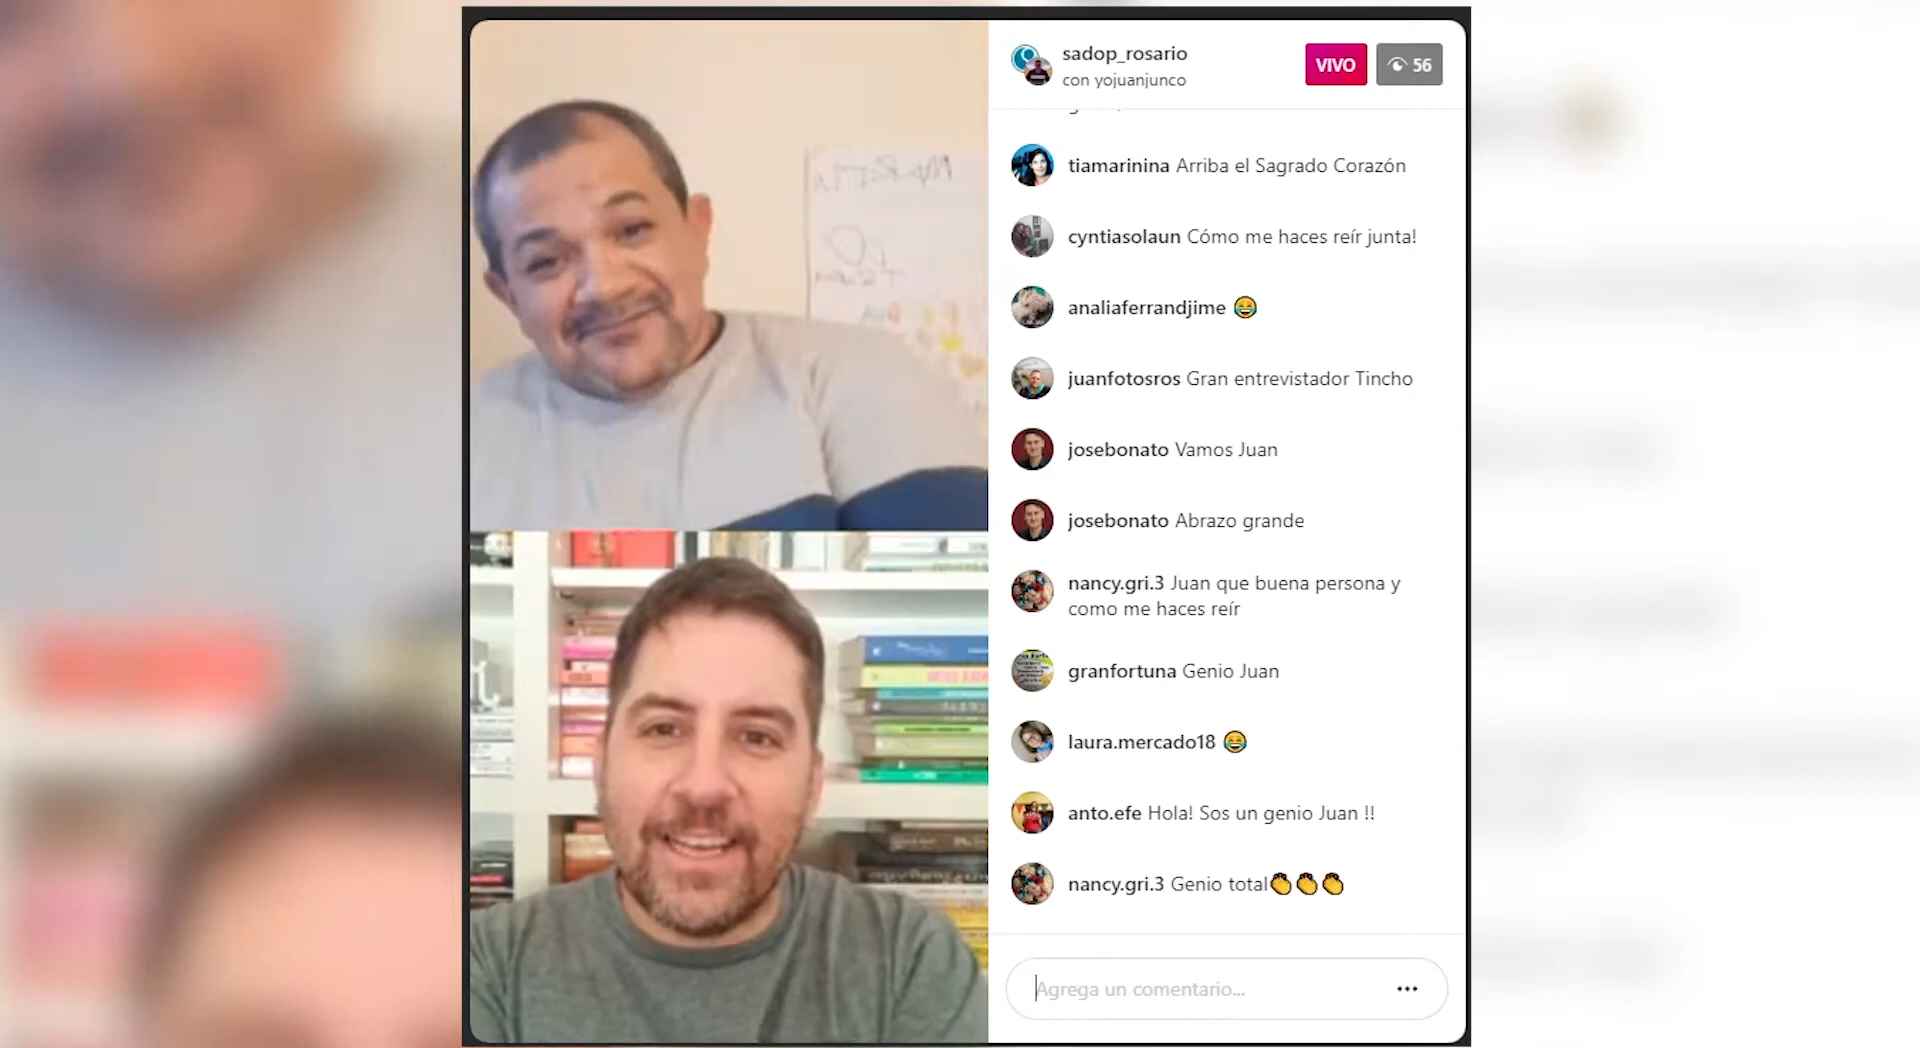 sadop_rosario
con yojuanjunco
VIVO
56
tiamarinina Arriba el Sagrado Corazón
cyntiasolaun Cómo me haces reír junta!
analiaferrandjime 😂
juanfotosros Gran entrevistador Tincho
josebonato Vamos Juan
josebonato Abrazo grande
nancy.gri.3 Juan que buena persona y
como me haces reír
granfortuna Genio Juan
laura.mercado18 😂
anto.efe Hola! Sos un genio Juan !!
nancy.gri.3 Genio total👏👏👏
Agrega un comentario...